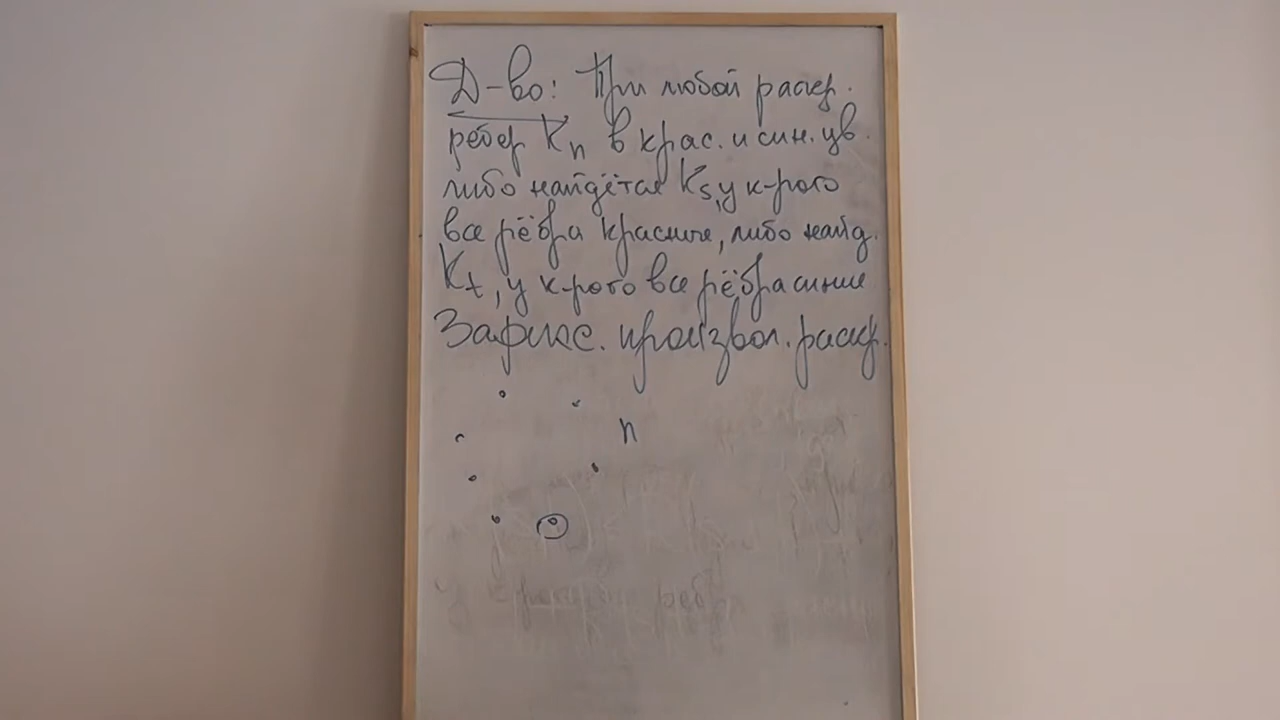 Д-во: При любой раскр.
рёбер Kn в крас. и син. цв.
либо найдётся Ks, у к-рого
все рёбра красные, либо найд.
Kt, у к-рого все рёбра синие
Зафикс. произвол. раскр.
n